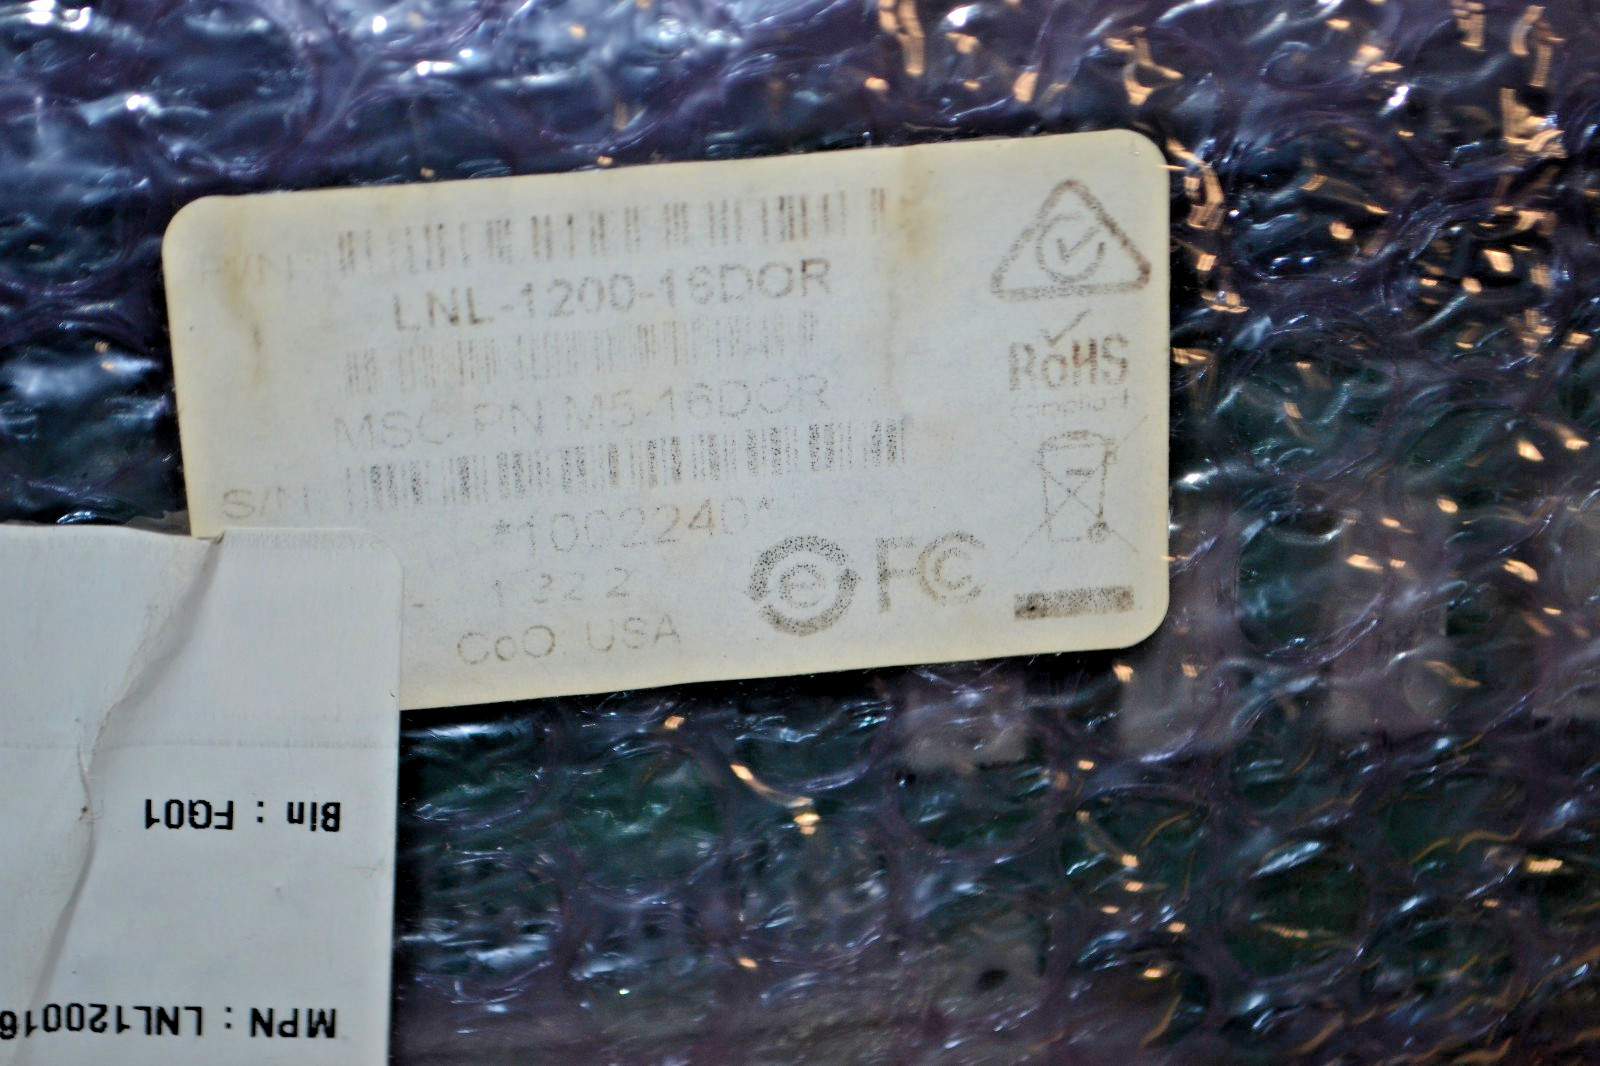 P/N
LNL-1200-16DOR
MSC PN M5-16DOR
S/N
*1002240*
1.32.2
CoO: USA
RoHS
compliant
e
FC
Bin : FG01
MPN : LNL120016